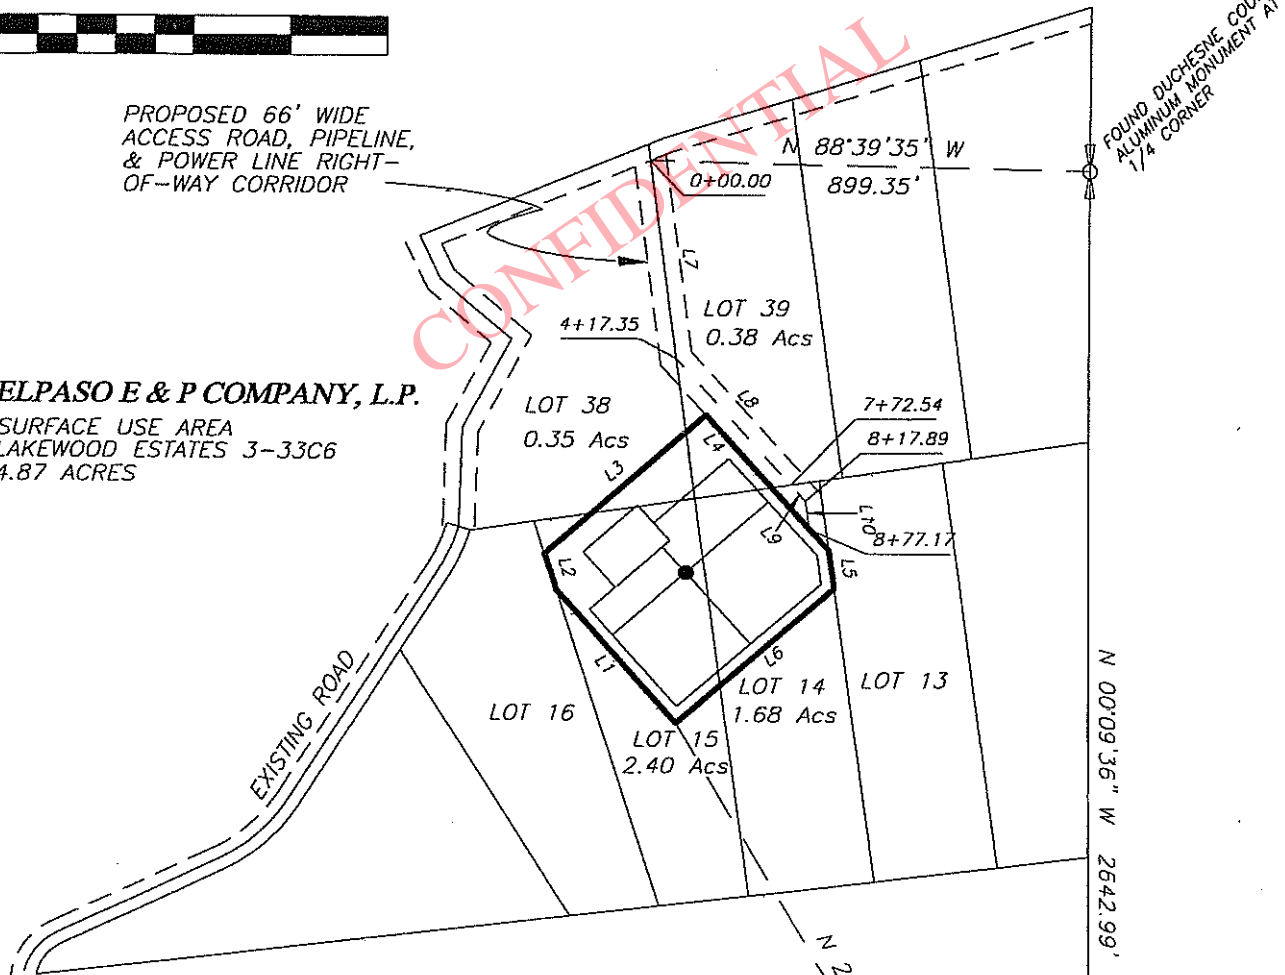 FOUND DUCHESNE
ALUMINUM MONUMENT
1/4 CORNER
PROPOSED 66' WIDE
ACCESS ROAD, PIPELINE,
& POWER LINE RIGHT-
OF-WAY CORRIDOR
CONFIDENTIAL
N 88°39'35" W
899.35'
0+00.00
L7
LOT 39
0.38 Acs
4+17.35
ELPASO E & P COMPANY, L.P.
SURFACE USE AREA
LAKEWOOD ESTATES 3-33C6
4.87 ACRES
LOT 38
0.35 Acs
L8
7+72.54
8+17.89
L4
L3
L10
L9
8+77.17
L2
L5
L1
L6
LOT 14
1.68 Acs
LOT 13
LOT 16
LOT 15
2.40 Acs
EXISTING ROAD
N 00°09'36" W 2642.99'
N 2